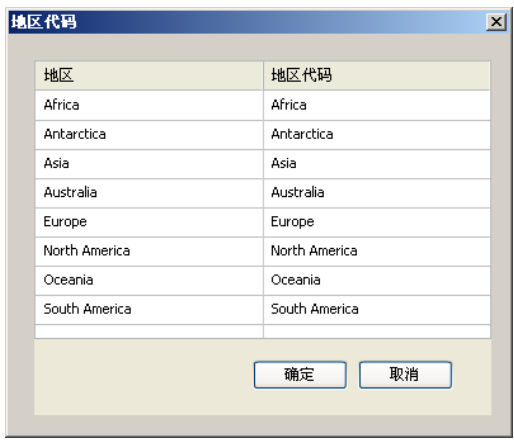 地区代码
地区 地区代码
Africa Africa
Antarctica Antarctica
Asia Asia
Australia Australia
Europe Europe
North America North America
Oceania Oceania
South America South America
确定 取消